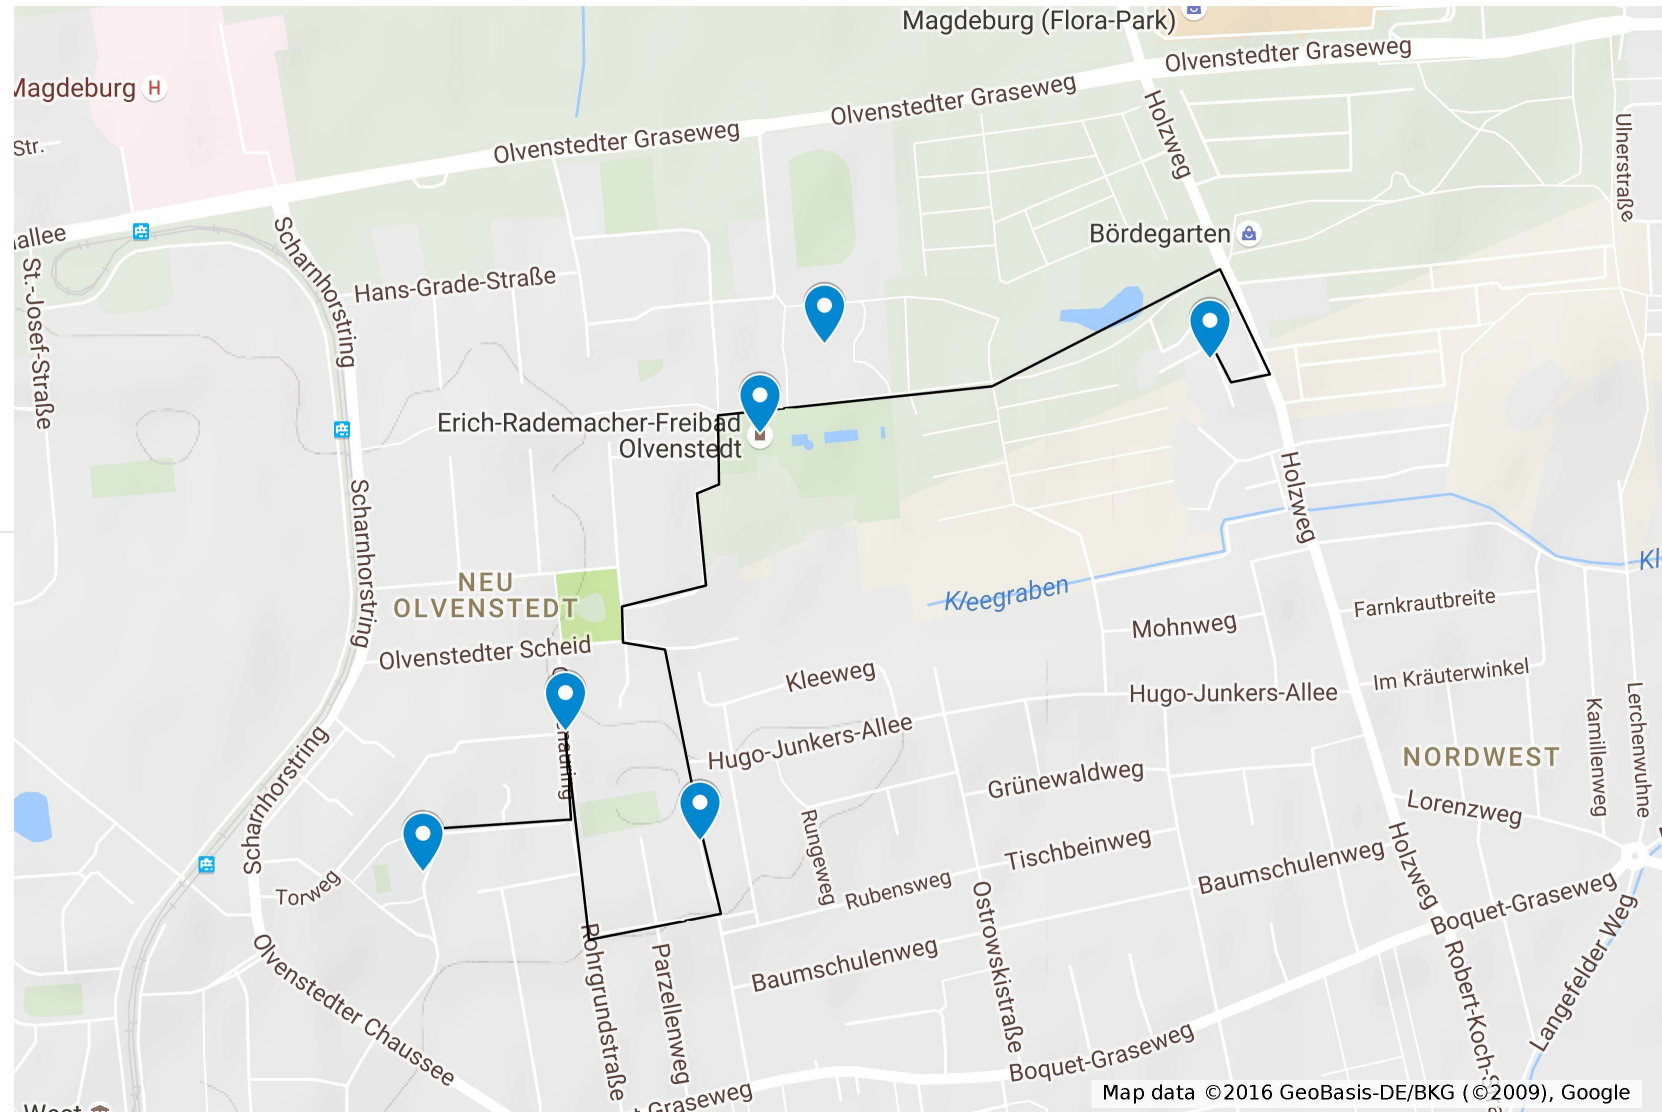 Magdeburg (Flora-Park)
Olvenstedter Graseweg
Magdeburg H
Olvenstedter Graseweg
Olvenstedter Graseweg
Holzweg
Ulnerstraße
Str.
allee
St.-Josef-Straße
Scharnhorstring
Bördegarten
Hans-Grade-Straße
Erich-Rademacher-Freibad
Olvenstedt
Scharnhorstring
Holzweg
NEU
OLVENSTEDT
Kleegraben
Kl
Farnkrautbreite
Mohnweg
Olvenstedter Scheid
Kleeweg
Im Kräuterwinkel
Hugo-Junkers-Allee
Hugo-Junkers-Allee
Kamillenweg
Lerchenwuhne
NORDWEST
Scharnhorstring
Grünewaldweg
Lorenzweg
Rungeweg
Tischbeinweg
Holzweg
Baumschulenweg
Torweg
Rubensweg
Boquet-Graseweg
Ostrowskistraße
Langefelder Weg
Olvenstedter Chaussee
Rohrgrundstraße
Parzellenweg
Baumschulenweg
Robert-Koch-S
Boquet-Graseweg
t-Graseweg
West
Map data ©2016 GeoBasis-DE/BKG (©2009), Google